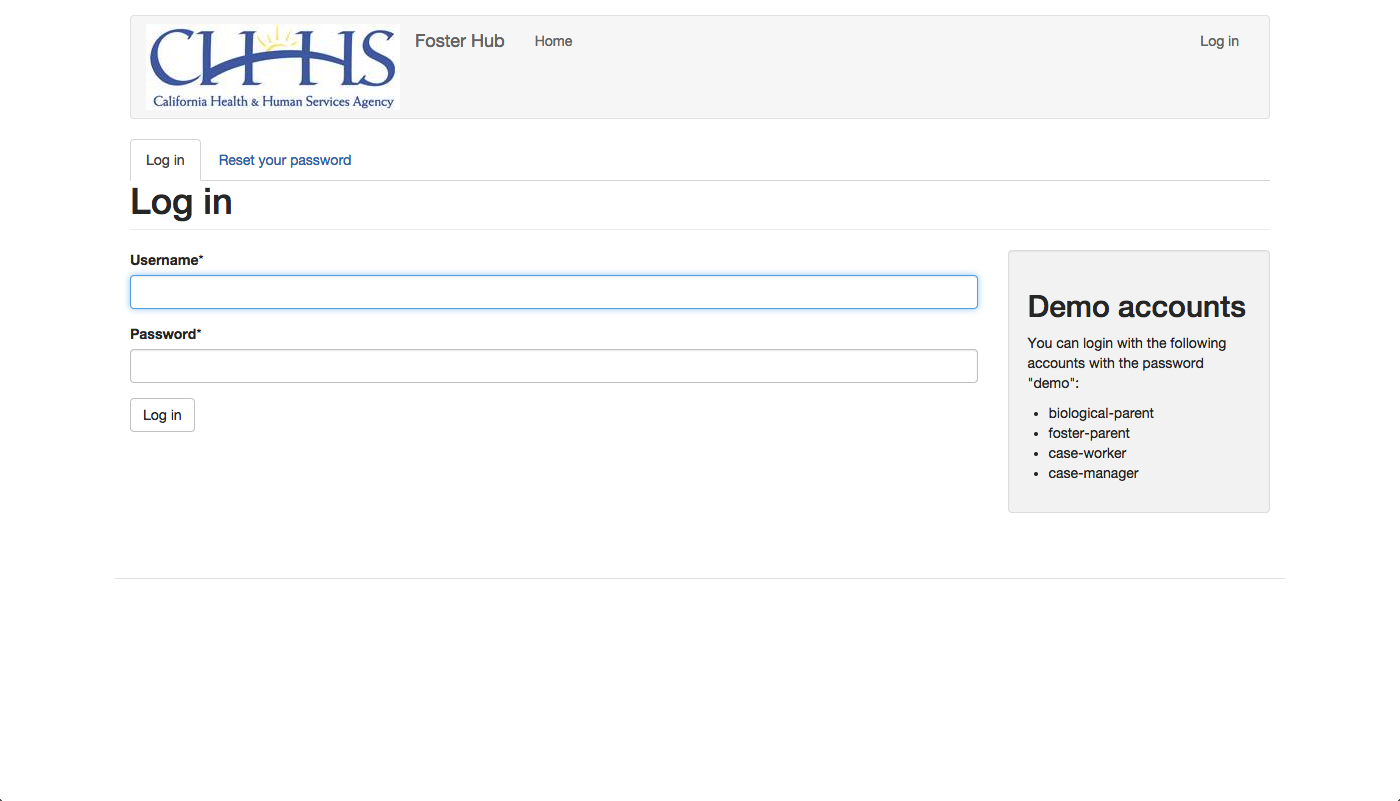 CHHS
California Health & Human Services Agency
Foster Hub
Home
Log in
Log in
Reset your password
Log in
Username*
Password*
Log in
Demo accounts
You can login with the following
accounts with the password
"demo":
biological-parent
foster-parent
case-worker
case-manager